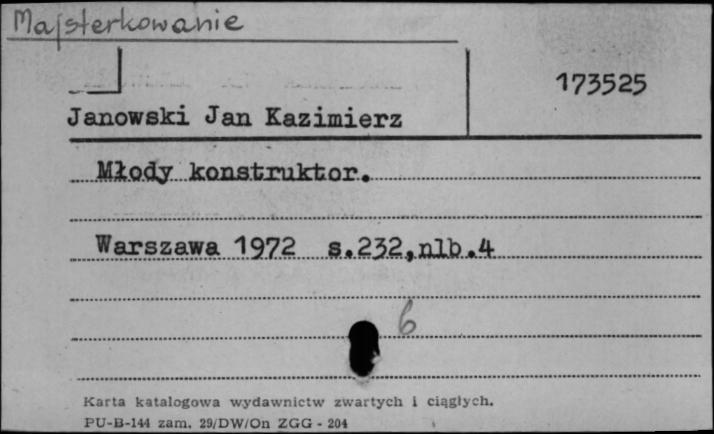 Majsterkowanie
173525
Janowski Jan Kazimierz
Młody konstruktor.
Warszawa 1972 s.232,nlb.4
6
Karta katalogowa wydawnictw zwartych i ciągłych.
PU-B-144 zam. 29/DW/On ZGG - 204